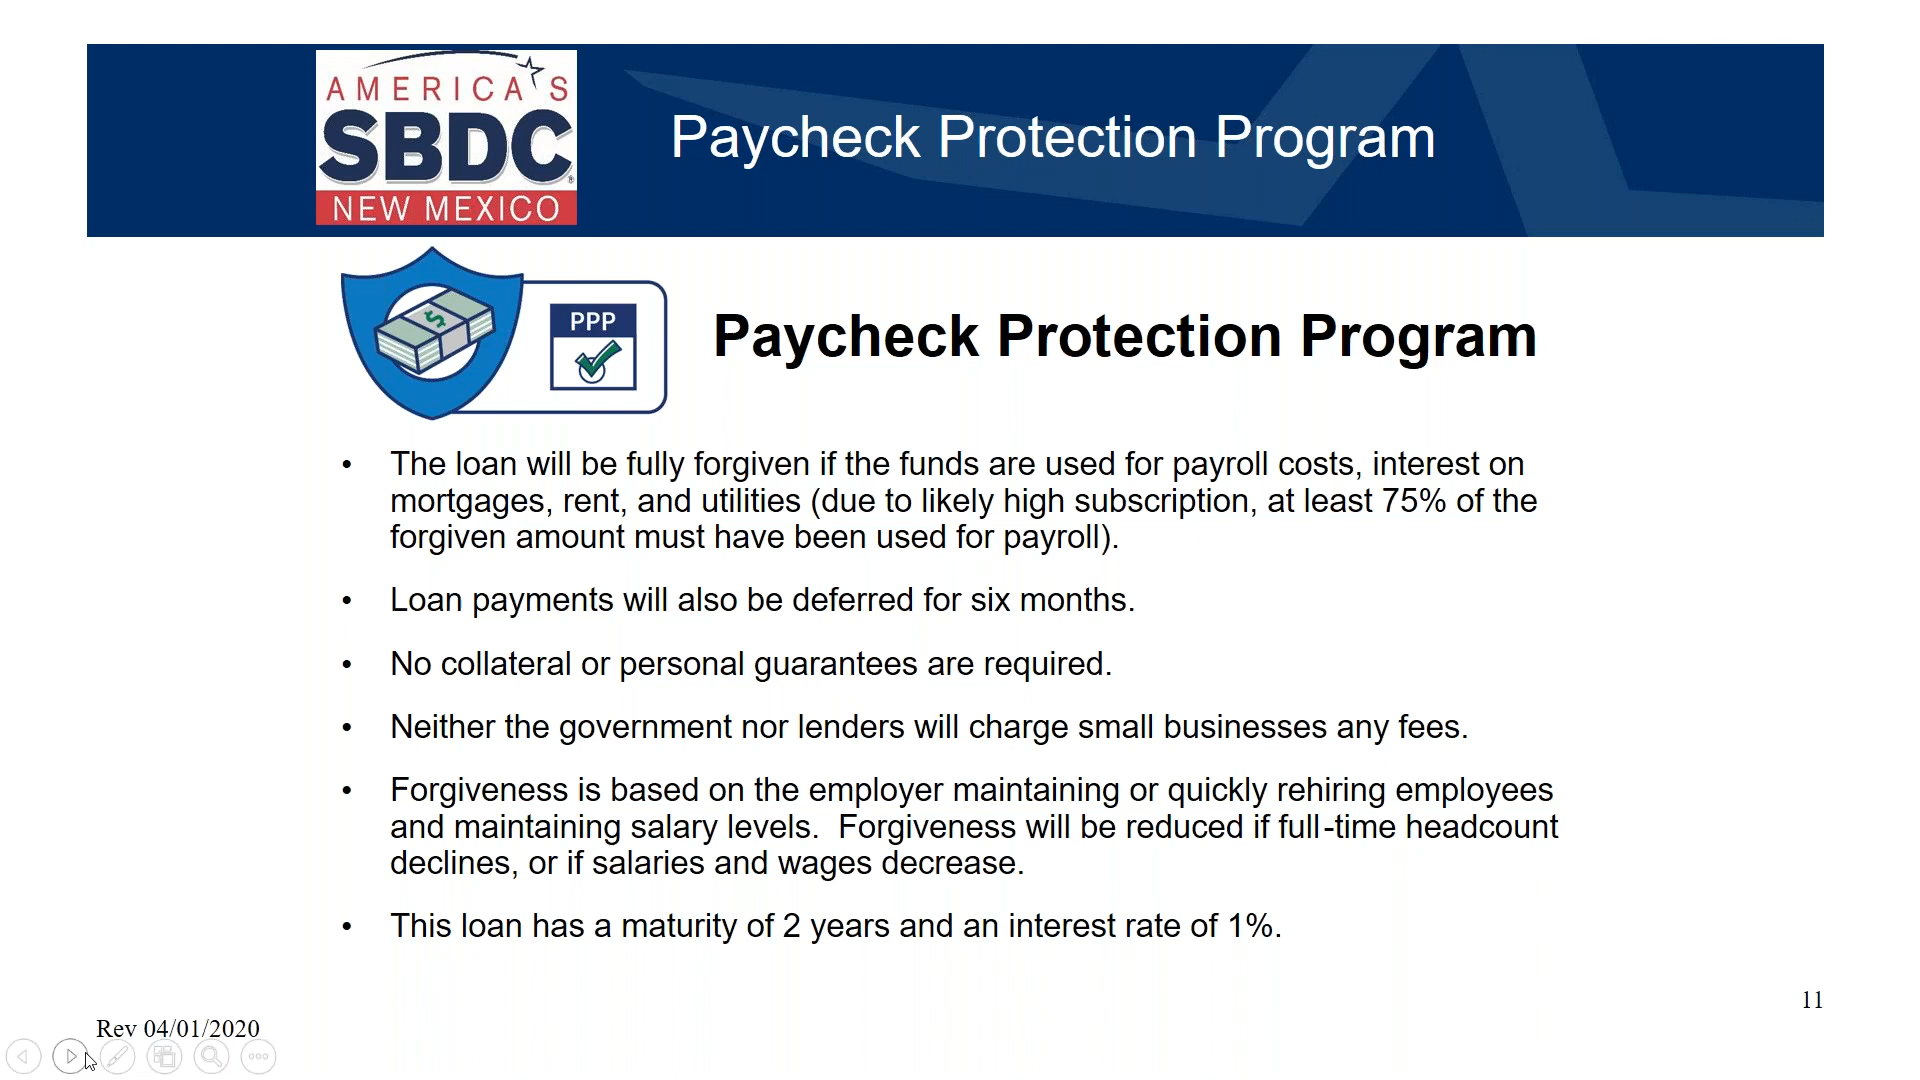 AMERICA'S
SBDC®
NEW MEXICO
Paycheck Protection Program
PPP
Paycheck Protection Program
• The loan will be fully forgiven if the funds are used for payroll costs, interest on
mortgages, rent, and utilities (due to likely high subscription, at least 75% of the
forgiven amount must have been used for payroll).
• Loan payments will also be deferred for six months.
• No collateral or personal guarantees are required.
• Neither the government nor lenders will charge small businesses any fees.
• Forgiveness is based on the employer maintaining or quickly rehiring employees
and maintaining salary levels.  Forgiveness will be reduced if full-time headcount
declines, or if salaries and wages decrease.
• This loan has a maturity of 2 years and an interest rate of 1%.
11
Rev 04/01/2020